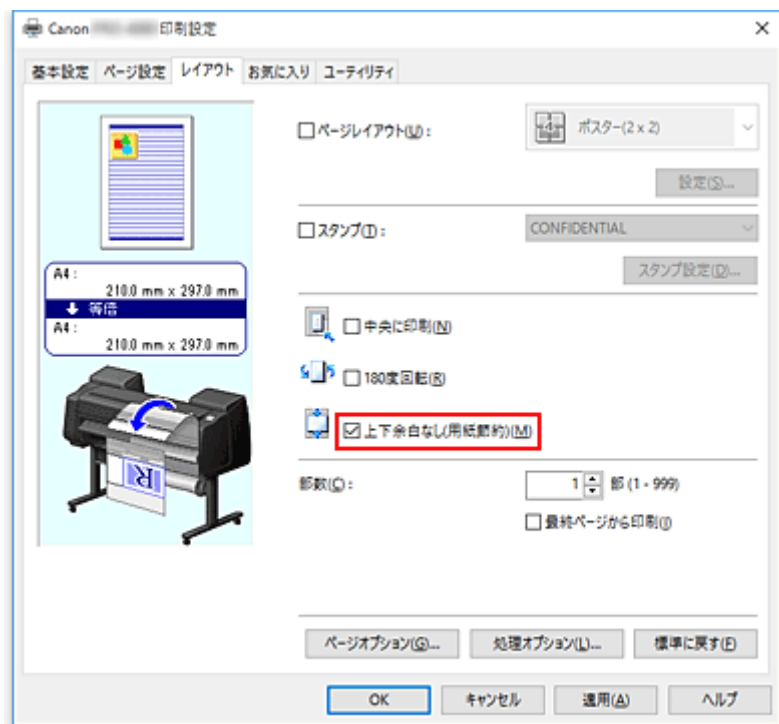 Canon 印刷設定
基本設定 ページ設定 レイアウト お気に入り ユーティリティ
ページレイアウト(U):
ポスター(2 x 2)
設定(S)...
スタンプ(T):
CONFIDENTIAL
スタンプ設定(D)...
A4:
210.0 mm x 297.0 mm
等倍
A4:
210.0 mm x 297.0 mm
中央に印刷(N)
180度回転(R)
上下余白なし(用紙節約)(M)
部数(C):
1 部 (1 - 999)
最終ページから印刷(I)
R
ページオプション(G)... 処理オプション(L)... 標準に戻す(F)
OK キャンセル 適用(A) ヘルプ